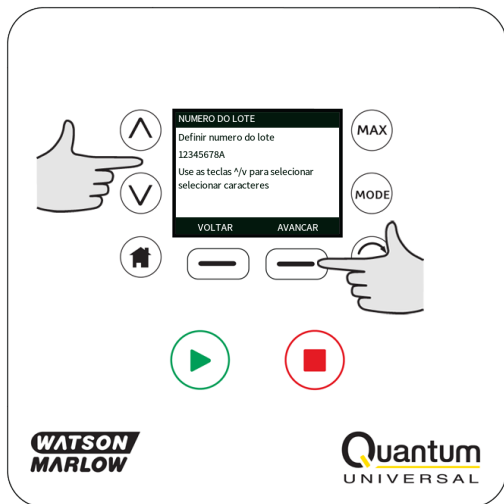 NUMERO DO LOTE
Definir numero do lote
12345678A
Use as teclas ^/v para selecionar
selecionar caracteres
VOLTAR AVANCAR
MAX
MODE
WATSON
MARLOW
Quantum
UNIVERSAL